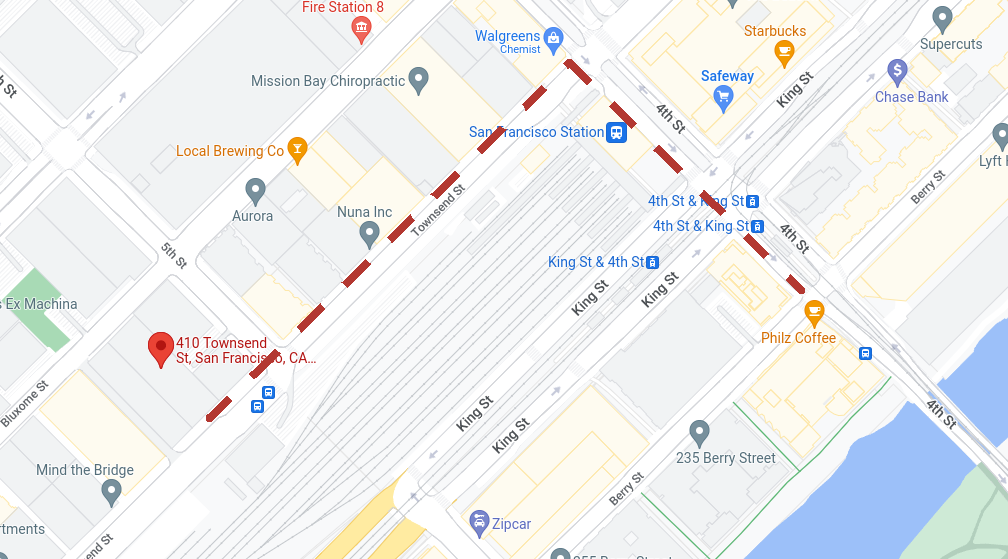 Fire Station 8
Walgreens
Chemist
Starbucks
Supercuts
Mission Bay Chiropractic
Safeway
King St
Chase Bank
4th St
San Francisco Station
Local Brewing Co
Lyft
Aurora
Nuna Inc
Townsend St
4th St & King St
4th St & King St
4th St
Berry St
5th St
King St & 4th St
King St
King St
Ex Machina
410 Townsend
St, San Francisco, CA...
Philz Coffee
Bluxome St
King St
King St
4th St
Mind the Bridge
235 Berry Street
Berry St
Zipcar